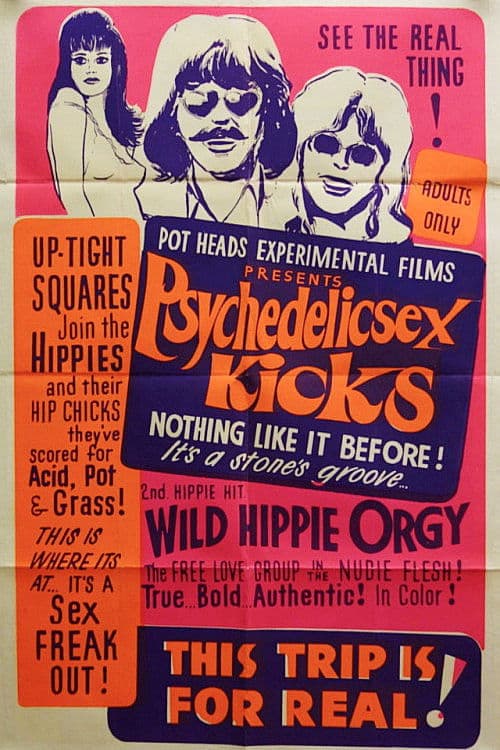 SEE THE REAL
THING
!
ADULTS
ONLY
POT HEADS EXPERIMENTAL FILMS
PRESENTS
Psychedelicsex
Kicks
NOTHING LIKE IT BEFORE!
It's a stone's groove...
UP-TIGHT
SQUARES
Join the
HIPPIES
and their
HIP CHICKS
they've
scored for
Acid, Pot
& Grass!
THIS IS
WHERE ITS
AT... IT'S A
Sex
FREAK
OUT!
2nd. HIPPIE HIT
WILD HIPPIE ORGY
The FREE LOVE GROUP IN THE NUDIE FLESH!
True...Bold...Authentic! In Color!
THIS TRIP IS
FOR REAL!